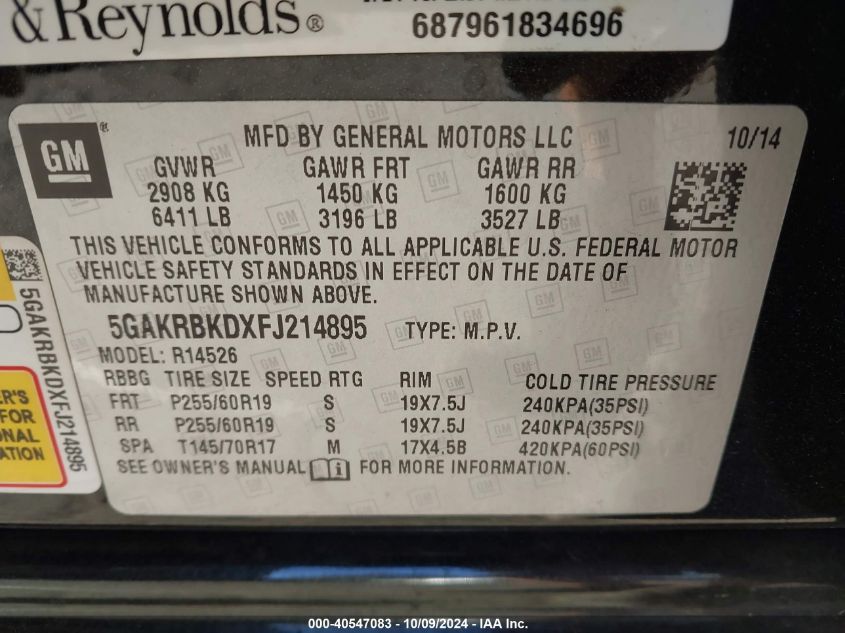 & Reynolds®
687961834696
GM®
MFD BY GENERAL MOTORS LLC
10/14
GVWR GAWR FRT GAWR RR
2908 KG 1450 KG 1600 KG
6411 LB 3196 LB 3527 LB
THIS VEHICLE CONFORMS TO ALL APPLICABLE U.S. FEDERAL MOTOR
VEHICLE SAFETY STANDARDS IN EFFECT ON THE DATE OF
MANUFACTURE SHOWN ABOVE.
5GAKRBKDXFJ214895 TYPE: M.P.V.
MODEL: R14526
RBBG TIRE SIZE SPEED RTG RIM COLD TIRE PRESSURE
FRT P255/60R19 S 19X7.5J 240KPA(35PSI)
RR P255/60R19 S 19X7.5J 240KPA(35PSI)
SPA T145/70R17 M 17X4.5B 420KPA(60PSI)
SEE OWNER'S MANUAL FOR MORE INFORMATION.
5GAKRBKDXFJ214895
FOR
000-40547083 - 10/09/2024 - IAA Inc.